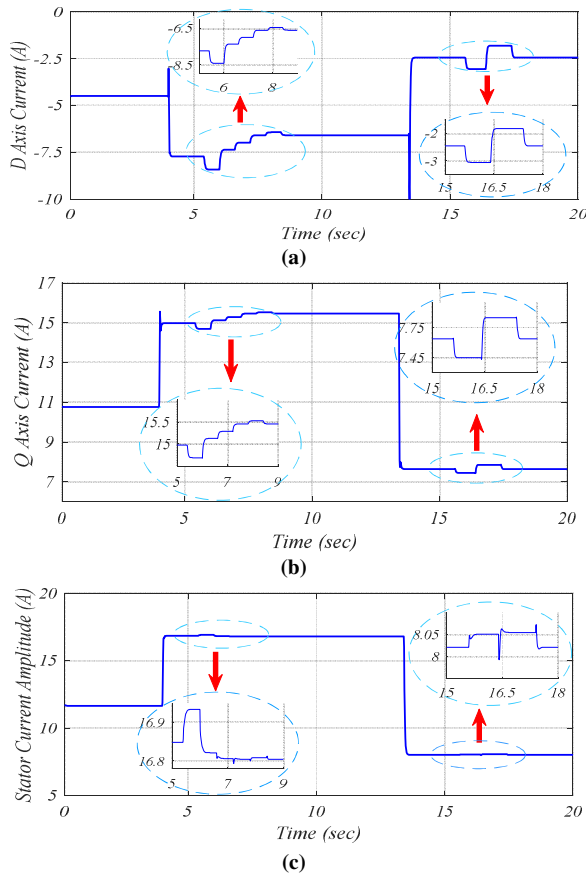 -6.5
-8.5
6 8
0
-2.5
-5
-7.5
-10
D Axis Current (A)
-2
-3
15 16.5 18
0 5 10 15 20
Time (sec)
(a)
17
15
13
11
9
7
Q Axis Current (A)
7.75
7.45
15 16.5 18
15.5
15
5 7 9
0 5 10 15 20
Time (sec)
(b)
20
15
10
5
Stator Current Amplitude (A)
8.05
8
15 16.5 18
16.9
16.8
5 7 9
0 5 10 15 20
Time (sec)
(c)